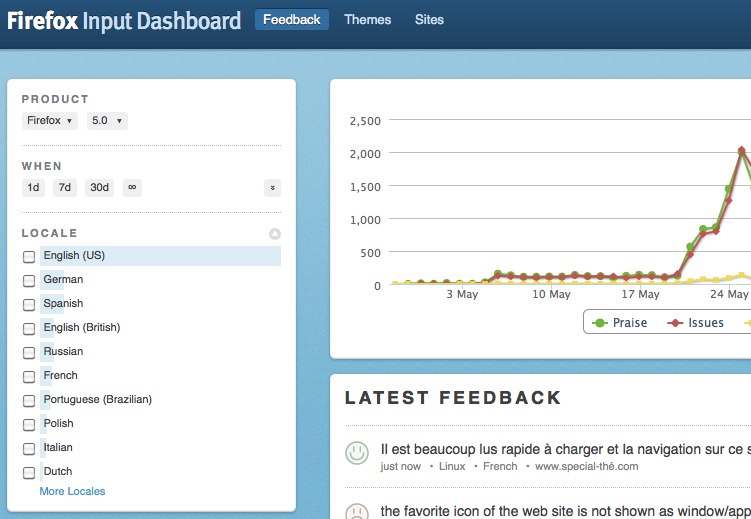 Firefox Input Dashboard Feedback Themes Sites
PRODUCT
Firefox ▾ 5.0 ▾
WHEN
1d 7d 30d ∞
LOCALE
English (US)
German
Spanish
English (British)
Russian
French
Portuguese (Brazilian)
Polish
Italian
Dutch
More Locales
2,500
2,000
1,500
1,000
500
0
3 May 10 May 17 May 24 May
Praise Issues
LATEST FEEDBACK
Il est beaucoup lus rapide à charger et la navigation sur ce s
just now • Linux • French • www.special-thé.com
the favorite icon of the web site is not shown as window/app